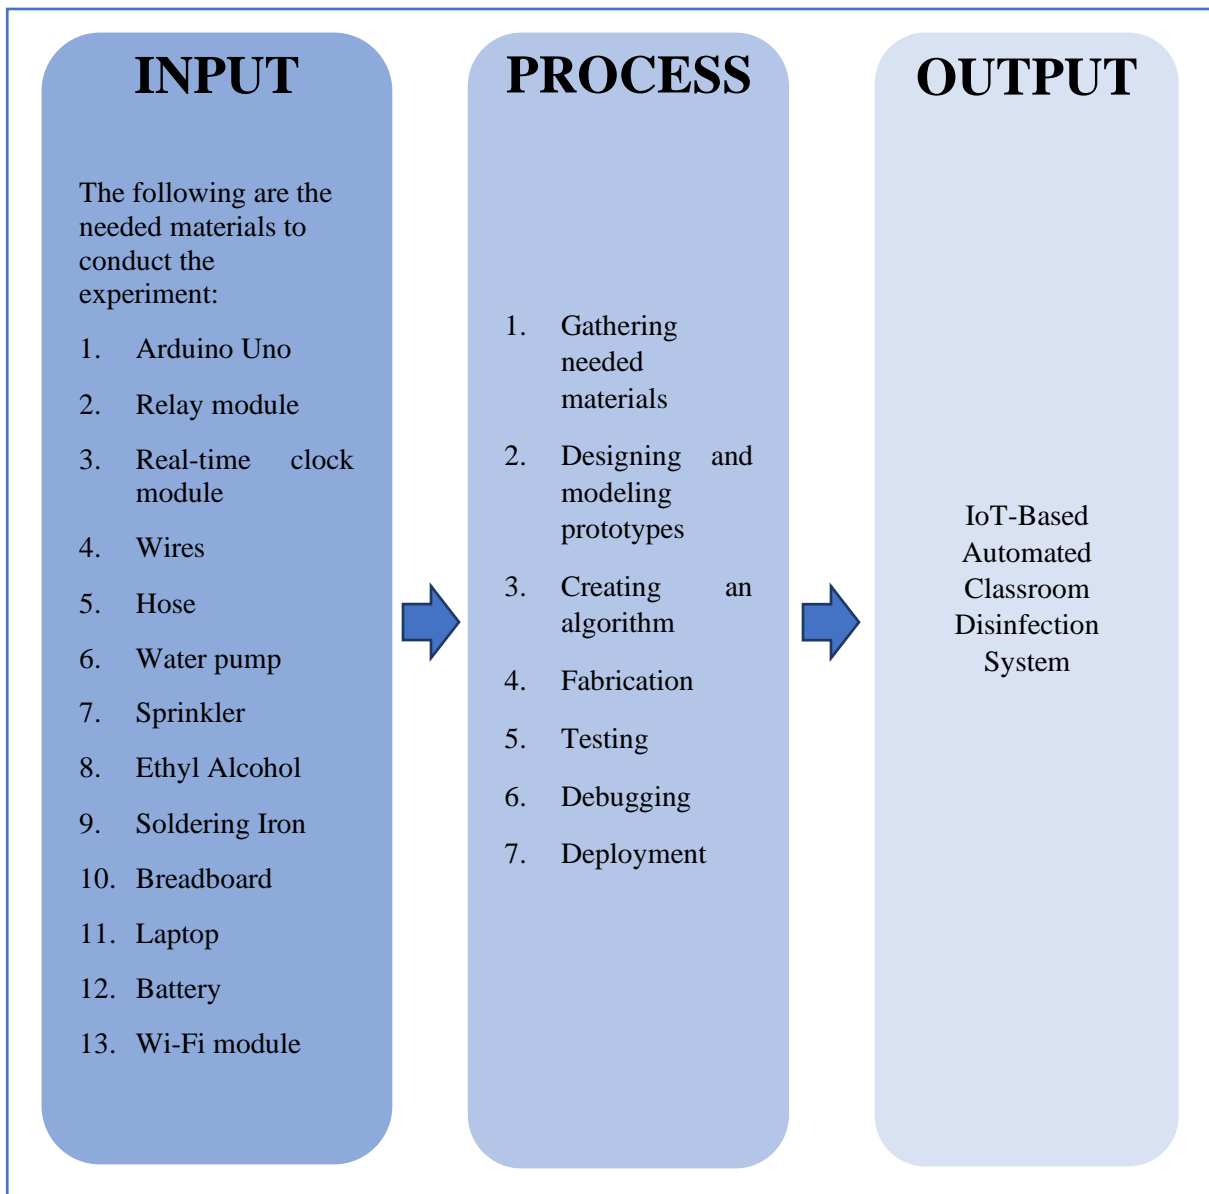 INPUT
The following are the
needed materials to
conduct the
experiment:
1. Arduino Uno
2. Relay module
3. Real-time clock
module
4. Wires
5. Hose
6. Water pump
7. Sprinkler
8. Ethyl Alcohol
9. Soldering Iron
10. Breadboard
11. Laptop
12. Battery
13. Wi-Fi module
PROCESS
1. Gathering
needed
materials
2. Designing and
modeling
prototypes
3. Creating an
algorithm
4. Fabrication
5. Testing
6. Debugging
7. Deployment
OUTPUT
IoT-Based
Automated
Classroom
Disinfection
System